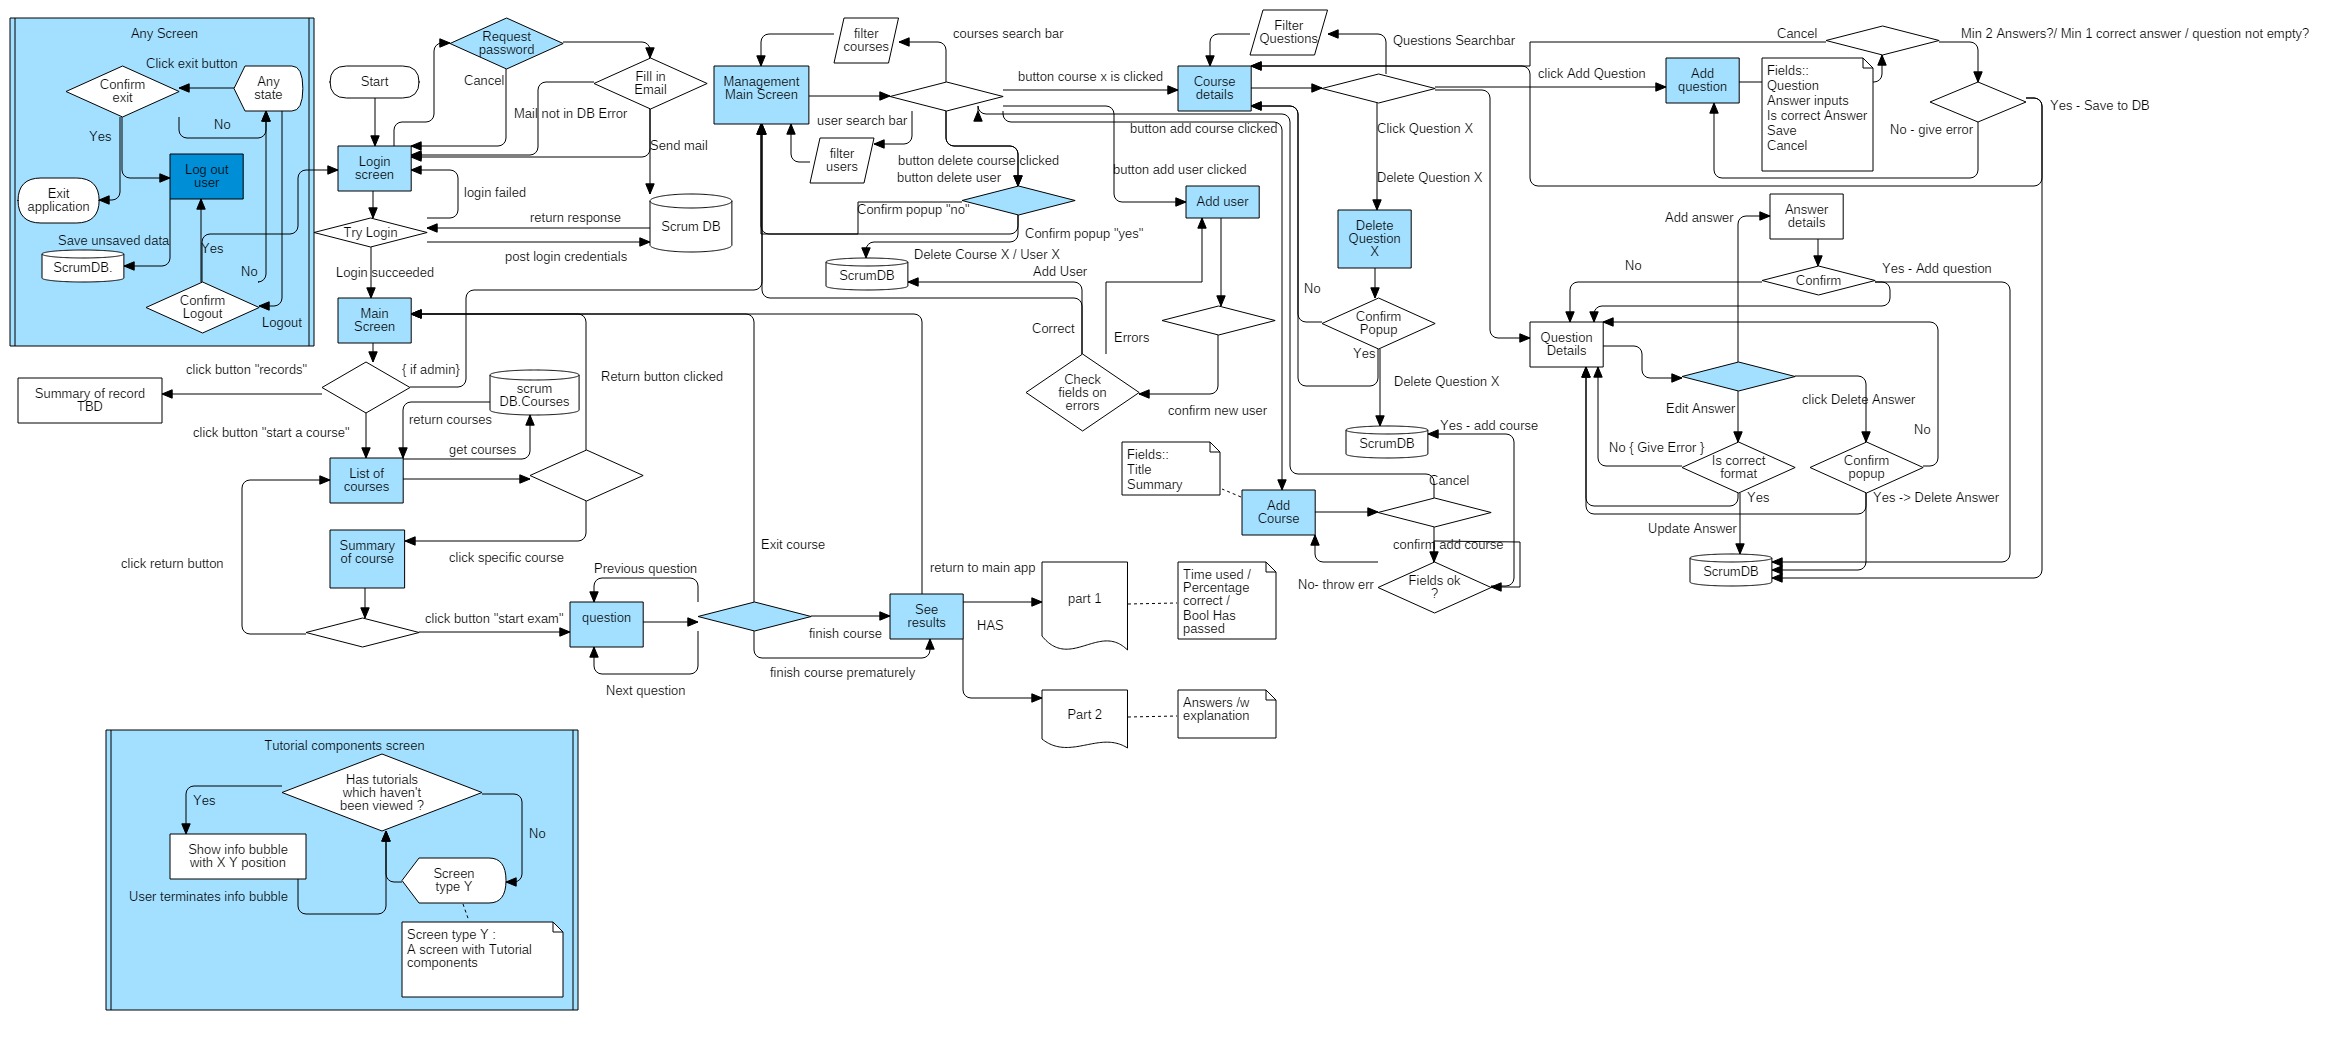 Any Screen
Click exit button
Confirm
exit
Any
state
No
Yes
Log out
user
Exit
application
Save unsaved data
ScrumDB.
Yes
No
Confirm
Logout
Logout
Start
Request
password
Cancel
Fill in
Email
Mail not in DB Error
Send mail
Login
screen
login failed
Try Login
return response
post login credentials
Scrum DB
Login succeeded
Main
Screen
{ if admin}
click button "records"
Summary of record
TBD
click button "start a course"
scrum
DB.Courses
return courses
get courses
Return button clicked
List of
courses
Summary
of course
click specific course
click return button
click button "start exam"
Previous question
question
Next question
Exit course
finish course
finish course prematurely
See
results
return to main app
HAS
part 1
Time used /
Percentage
correct /
Bool Has
passed
Part 2
Answers /w
explanation
Management
Main Screen
filter
courses
courses search bar
user search bar
filter
users
button course x is clicked
button add course clicked
button delete course clicked
button delete user
button add user clicked
Confirm popup "no"
Confirm popup "yes"
Delete Course X / User X
ScrumDB
Add User
Add user
Correct
Errors
Check
fields on
errors
confirm new user
Course
details
Filter
Questions
Questions Searchbar
Click Question X
Delete Question X
Delete
Question
X
No
Confirm
Popup
Yes
Delete Question X
ScrumDB
Yes - add course
Fields::
Title
Summary
Add
Course
Cancel
confirm add course
No- throw err
Fields ok
?
click Add Question
Add
question
Fields::
Question
Answer inputs
Is correct Answer
Save
Cancel
Cancel
Min 2 Answers?/ Min 1 correct answer / question not empty?
Yes - Save to DB
No - give error
Add answer
Answer
details
No
Confirm
Yes - Add question
Question
Details
Edit Answer
click Delete Answer
No
No { Give Error }
Is correct
format
Confirm
popup
Yes
Yes -> Delete Answer
Update Answer
ScrumDB
Tutorial components screen
Has tutorials
which haven't
been viewed ?
Yes
No
Show info bubble
with X Y position
Screen
type Y
User terminates info bubble
Screen type Y :
A screen with Tutorial
components